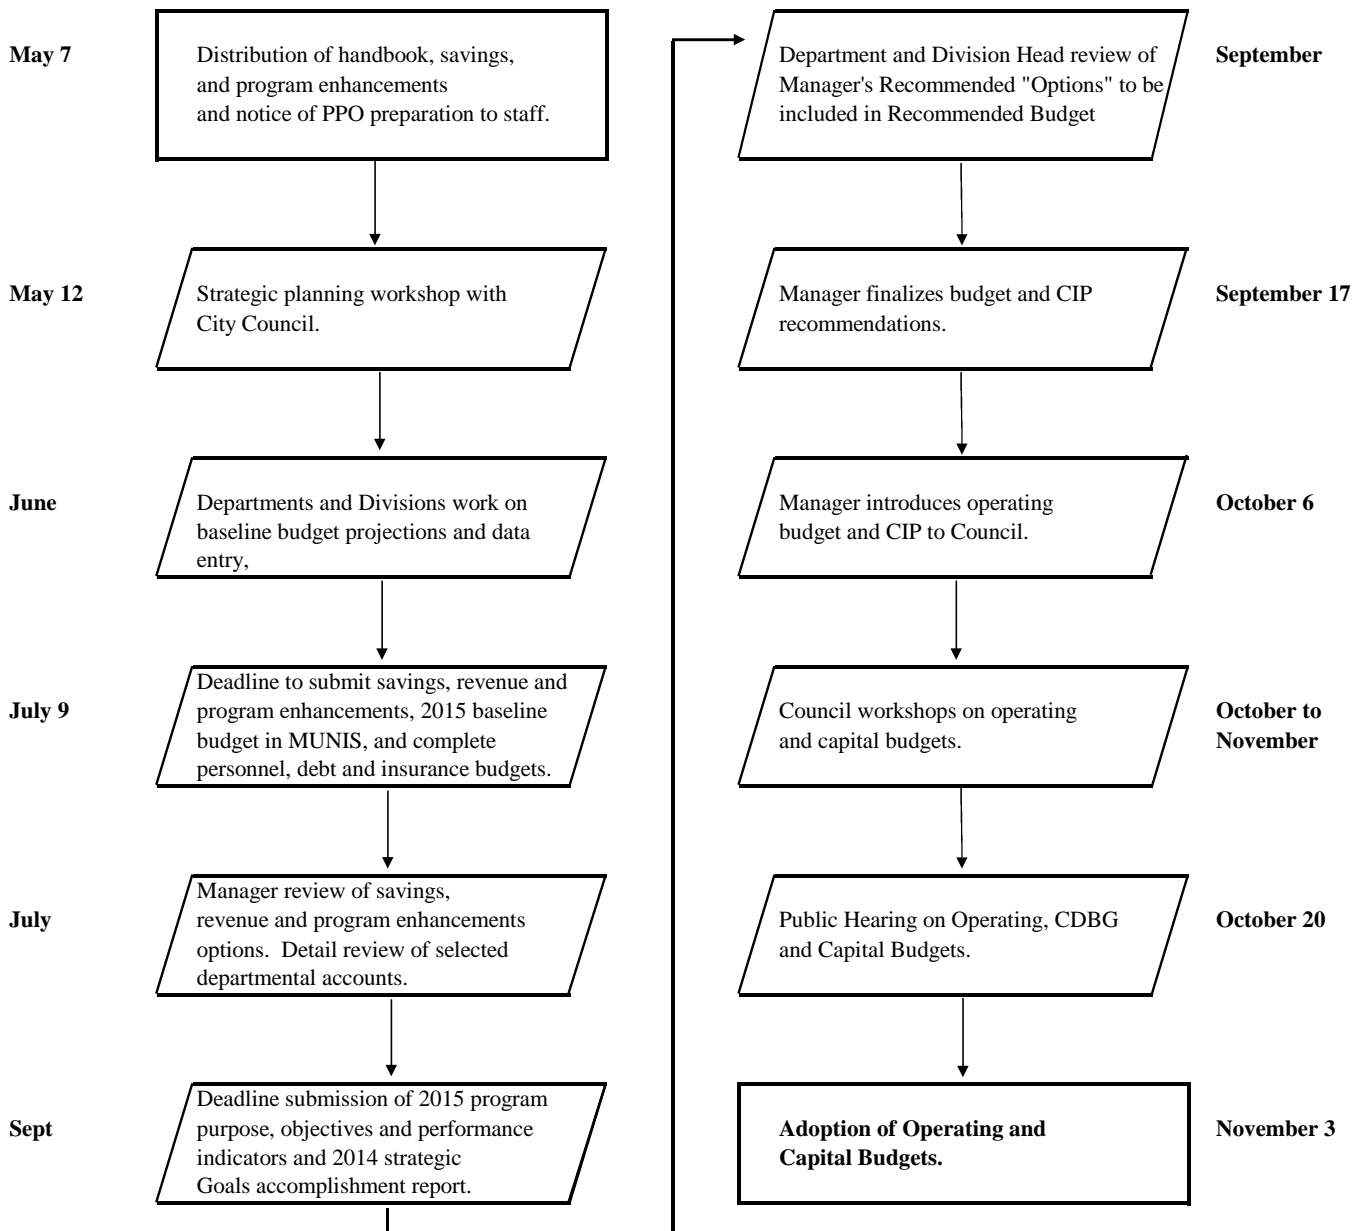 May 7
Distribution of handbook, savings,
and program enhancements
and notice of PPO preparation to staff.
May 12
Strategic planning workshop with
City Council.
June
Departments and Divisions work on
baseline budget projections and data
entry,
July 9
Deadline to submit savings, revenue and
program enhancements, 2015 baseline
budget in MUNIS, and complete
personnel, debt and insurance budgets.
July
Manager review of savings,
revenue and program enhancements
options.  Detail review of selected
departmental accounts.
Sept
Deadline submission of 2015 program
purpose, objectives and performance
indicators and 2014 strategic
Goals accomplishment report.
Department and Division Head review of
Manager's Recommended "Options" to be
included in Recommended Budget
September
Manager finalizes budget and CIP
recommendations.
September 17
Manager introduces operating
budget and CIP to Council.
October 6
Council workshops on operating
and capital budgets.
October to
November
Public Hearing on Operating, CDBG
and Capital Budgets.
October 20
Adoption of Operating and
Capital Budgets.
November 3